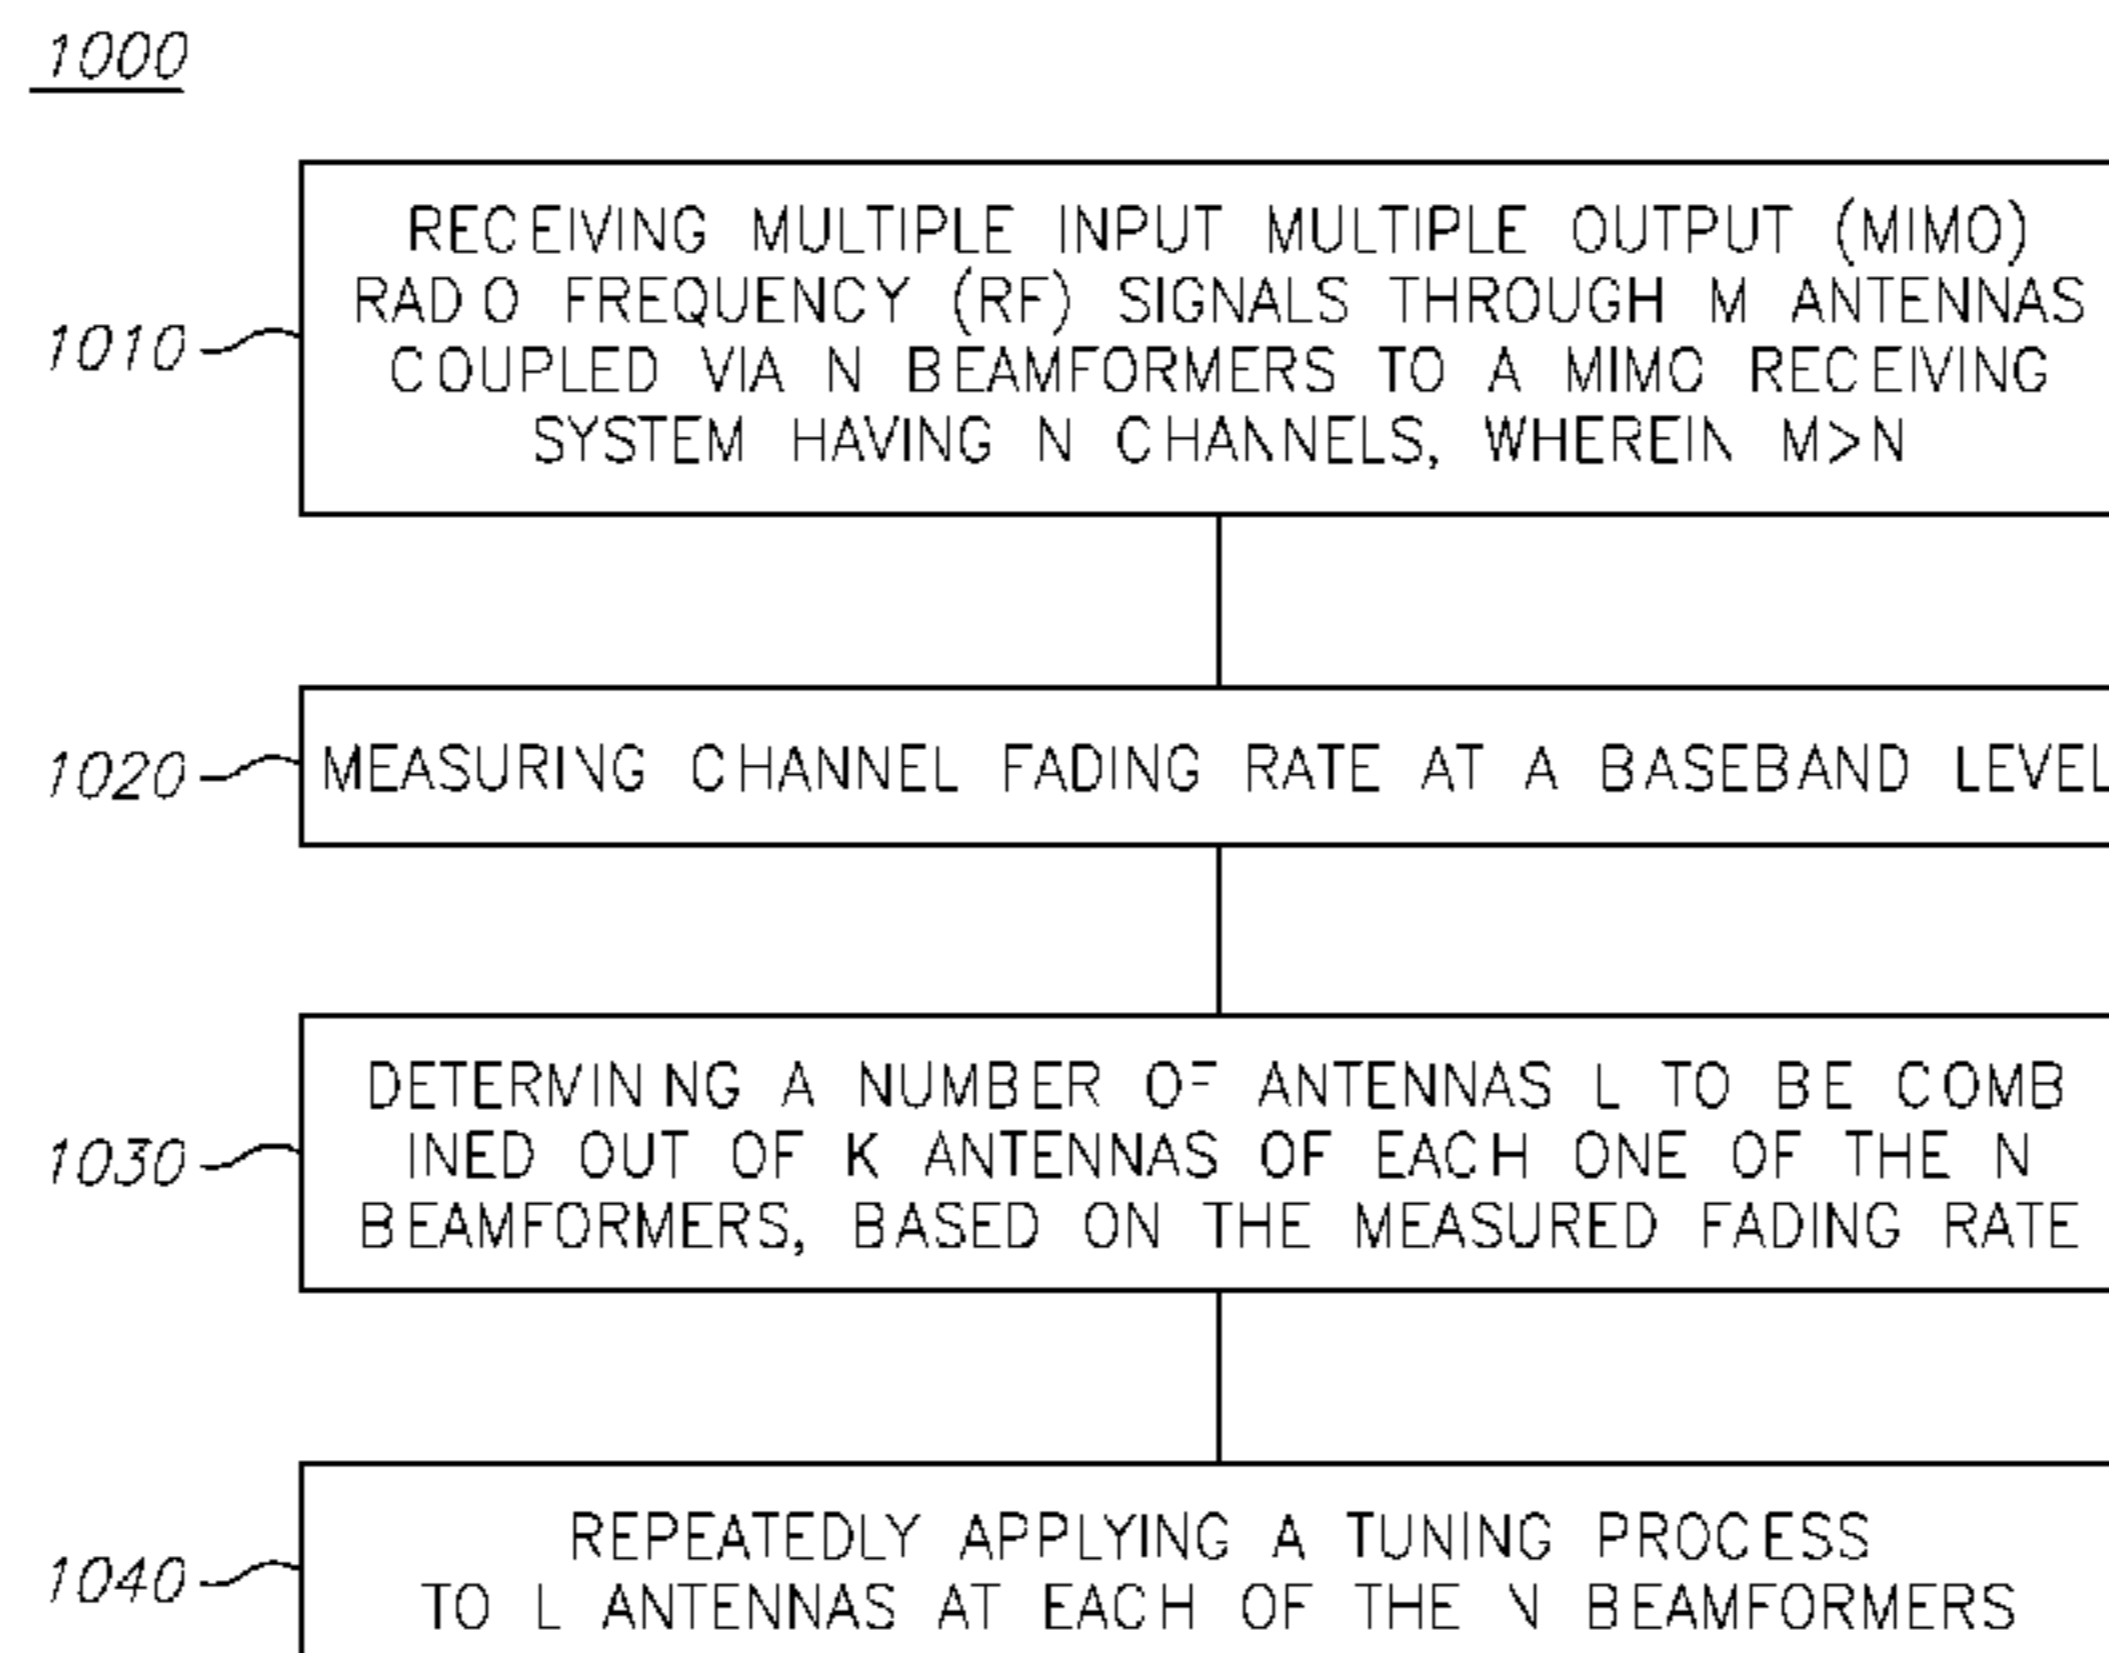 1000
RECEIVING MULTIPLE INPUT MULTIPLE OUTPUT (MIMO)
RADIO FREQUENCY (RF) SIGNALS THROUGH M ANTENNAS
1010
COUPLED VIA N BEAMFORMERS TO A MIMO RECEIVING
SYSTEM HAVING N CHANNELS, WHEREIN M>N
1020
MEASURING CHANNEL FADING RATE AT A BASEBAND LEVEL
DETERMINING A NUMBER OF ANTENNAS L TO BE COMB
1030
INED OUT OF K ANTENNAS OF EACH ONE OF THE N
BEAMFORMERS, BASED ON THE MEASURED FADING RATE
REPEATEDLY APPLYING A TUNING PROCESS
1040
TO L ANTENNAS AT EACH OF THE N BEAMFORMERS